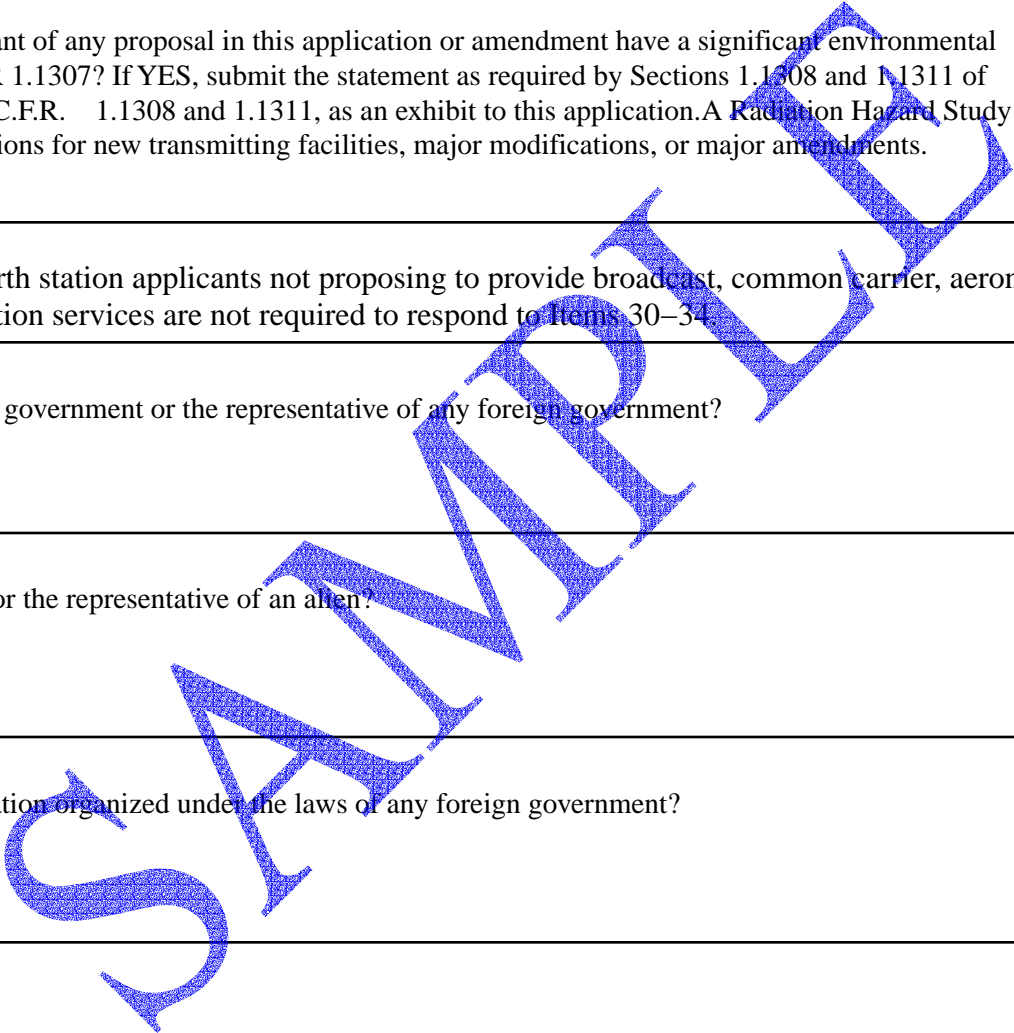 ant of any proposal in this application or amendment have a significant environmental
R 1.1307? If YES, submit the statement as required by Sections 1.1308 and 1.1311 of
C.F.R. 1.1308 and 1.1311, as an exhibit to this application.A Radiation Hazard Study
ions for new transmitting facilities, major modifications, or major amendments.
rth station applicants not proposing to provide broadcast, common carrier, aeron
tion services are not required to respond to Items 30–34.
government or the representative of any foreign government?
or the representative of an alien?
ation organized under the laws of any foreign government?
SAMPLE